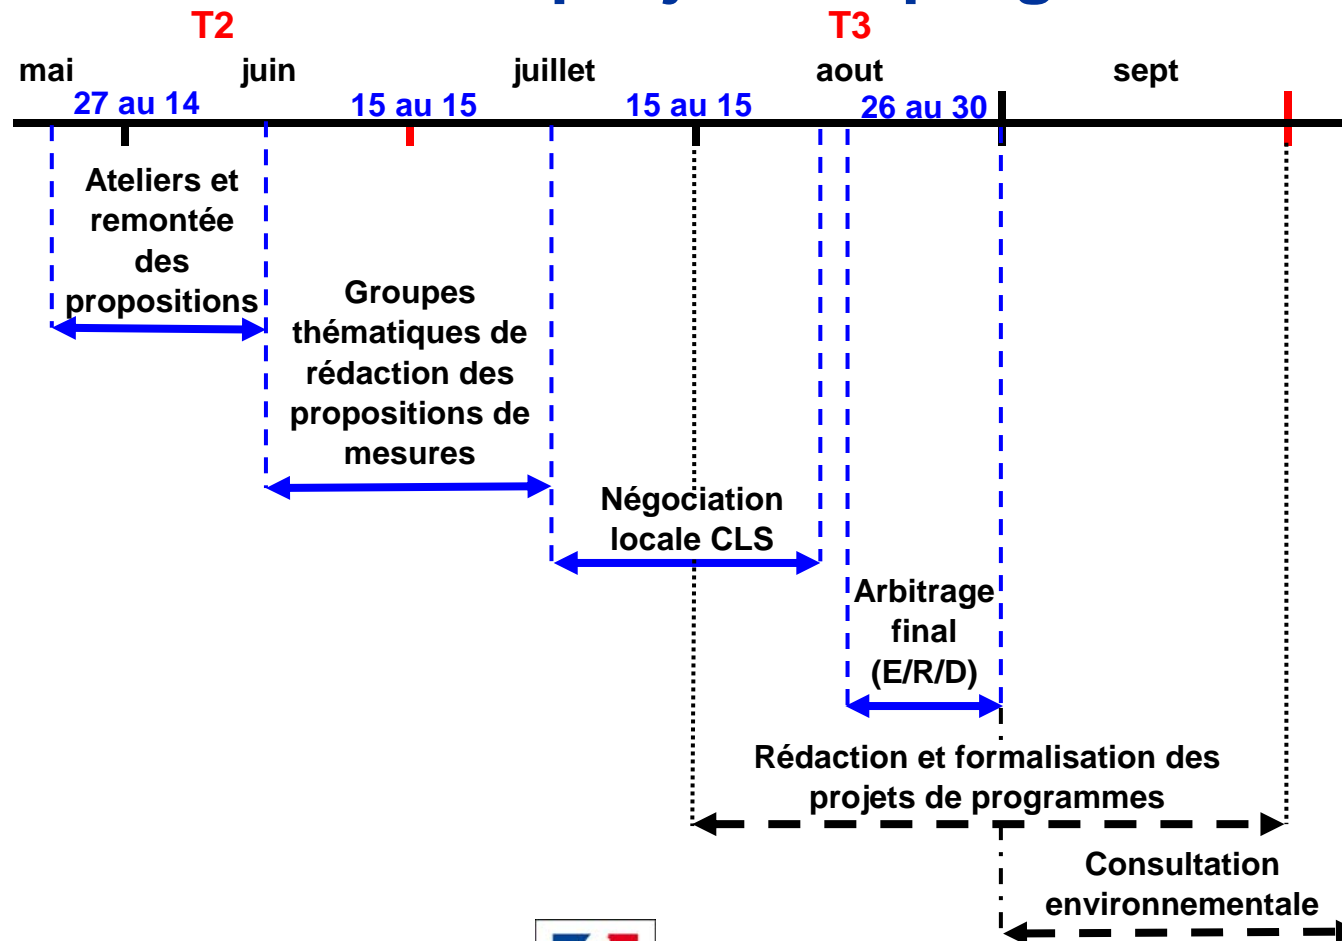 T2
T3
mai
juin
juillet
aout
sept
27 au 14
15 au 15
15 au 15
26 au 30
Ateliers et
remontée
des
propositions
Groupes
thématiques de
rédaction des
propositions de
mesures
Négociation
locale CLS
Arbitrage
final
(E/R/D)
Rédaction et formalisation des
projets de programmes
Consultation
environnementale